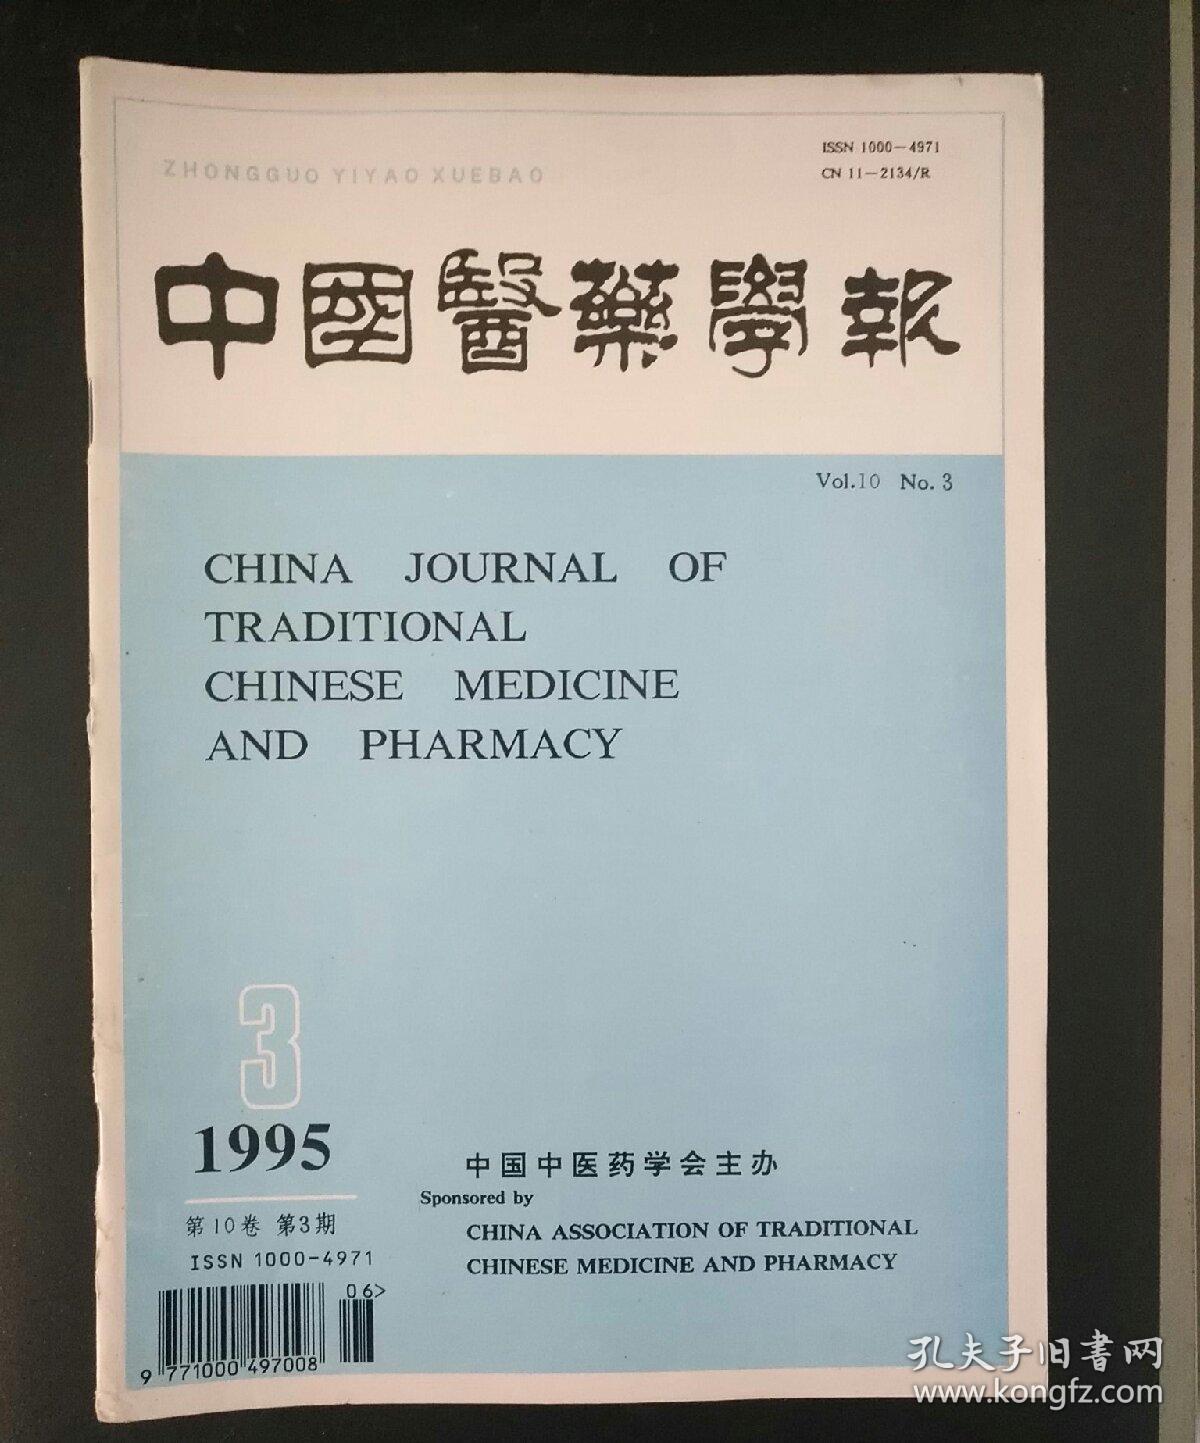 ZHONGGUO YIYAO XUEBAO
ISSN 1000-4971
CN 11-2134/R
中國醫藥學報
Vol.10 No.3
CHINA JOURNAL OF
TRADITIONAL
CHINESE MEDICINE
AND PHARMACY
3
1995
第10卷 第3期
ISSN 1000-4971
06>
9 771000 497008
中国中医药学会主办
Sponsored by
CHINA ASSOCIATION OF TRADITIONAL
CHINESE MEDICINE AND PHARMACY
孔夫子旧書网
www.kongfz.com